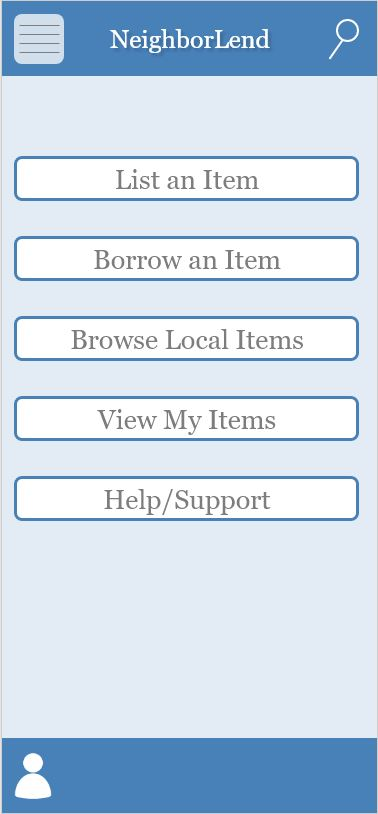 NeighborLend
List an Item
Borrow an Item
Browse Local Items
View My Items
Help/Support